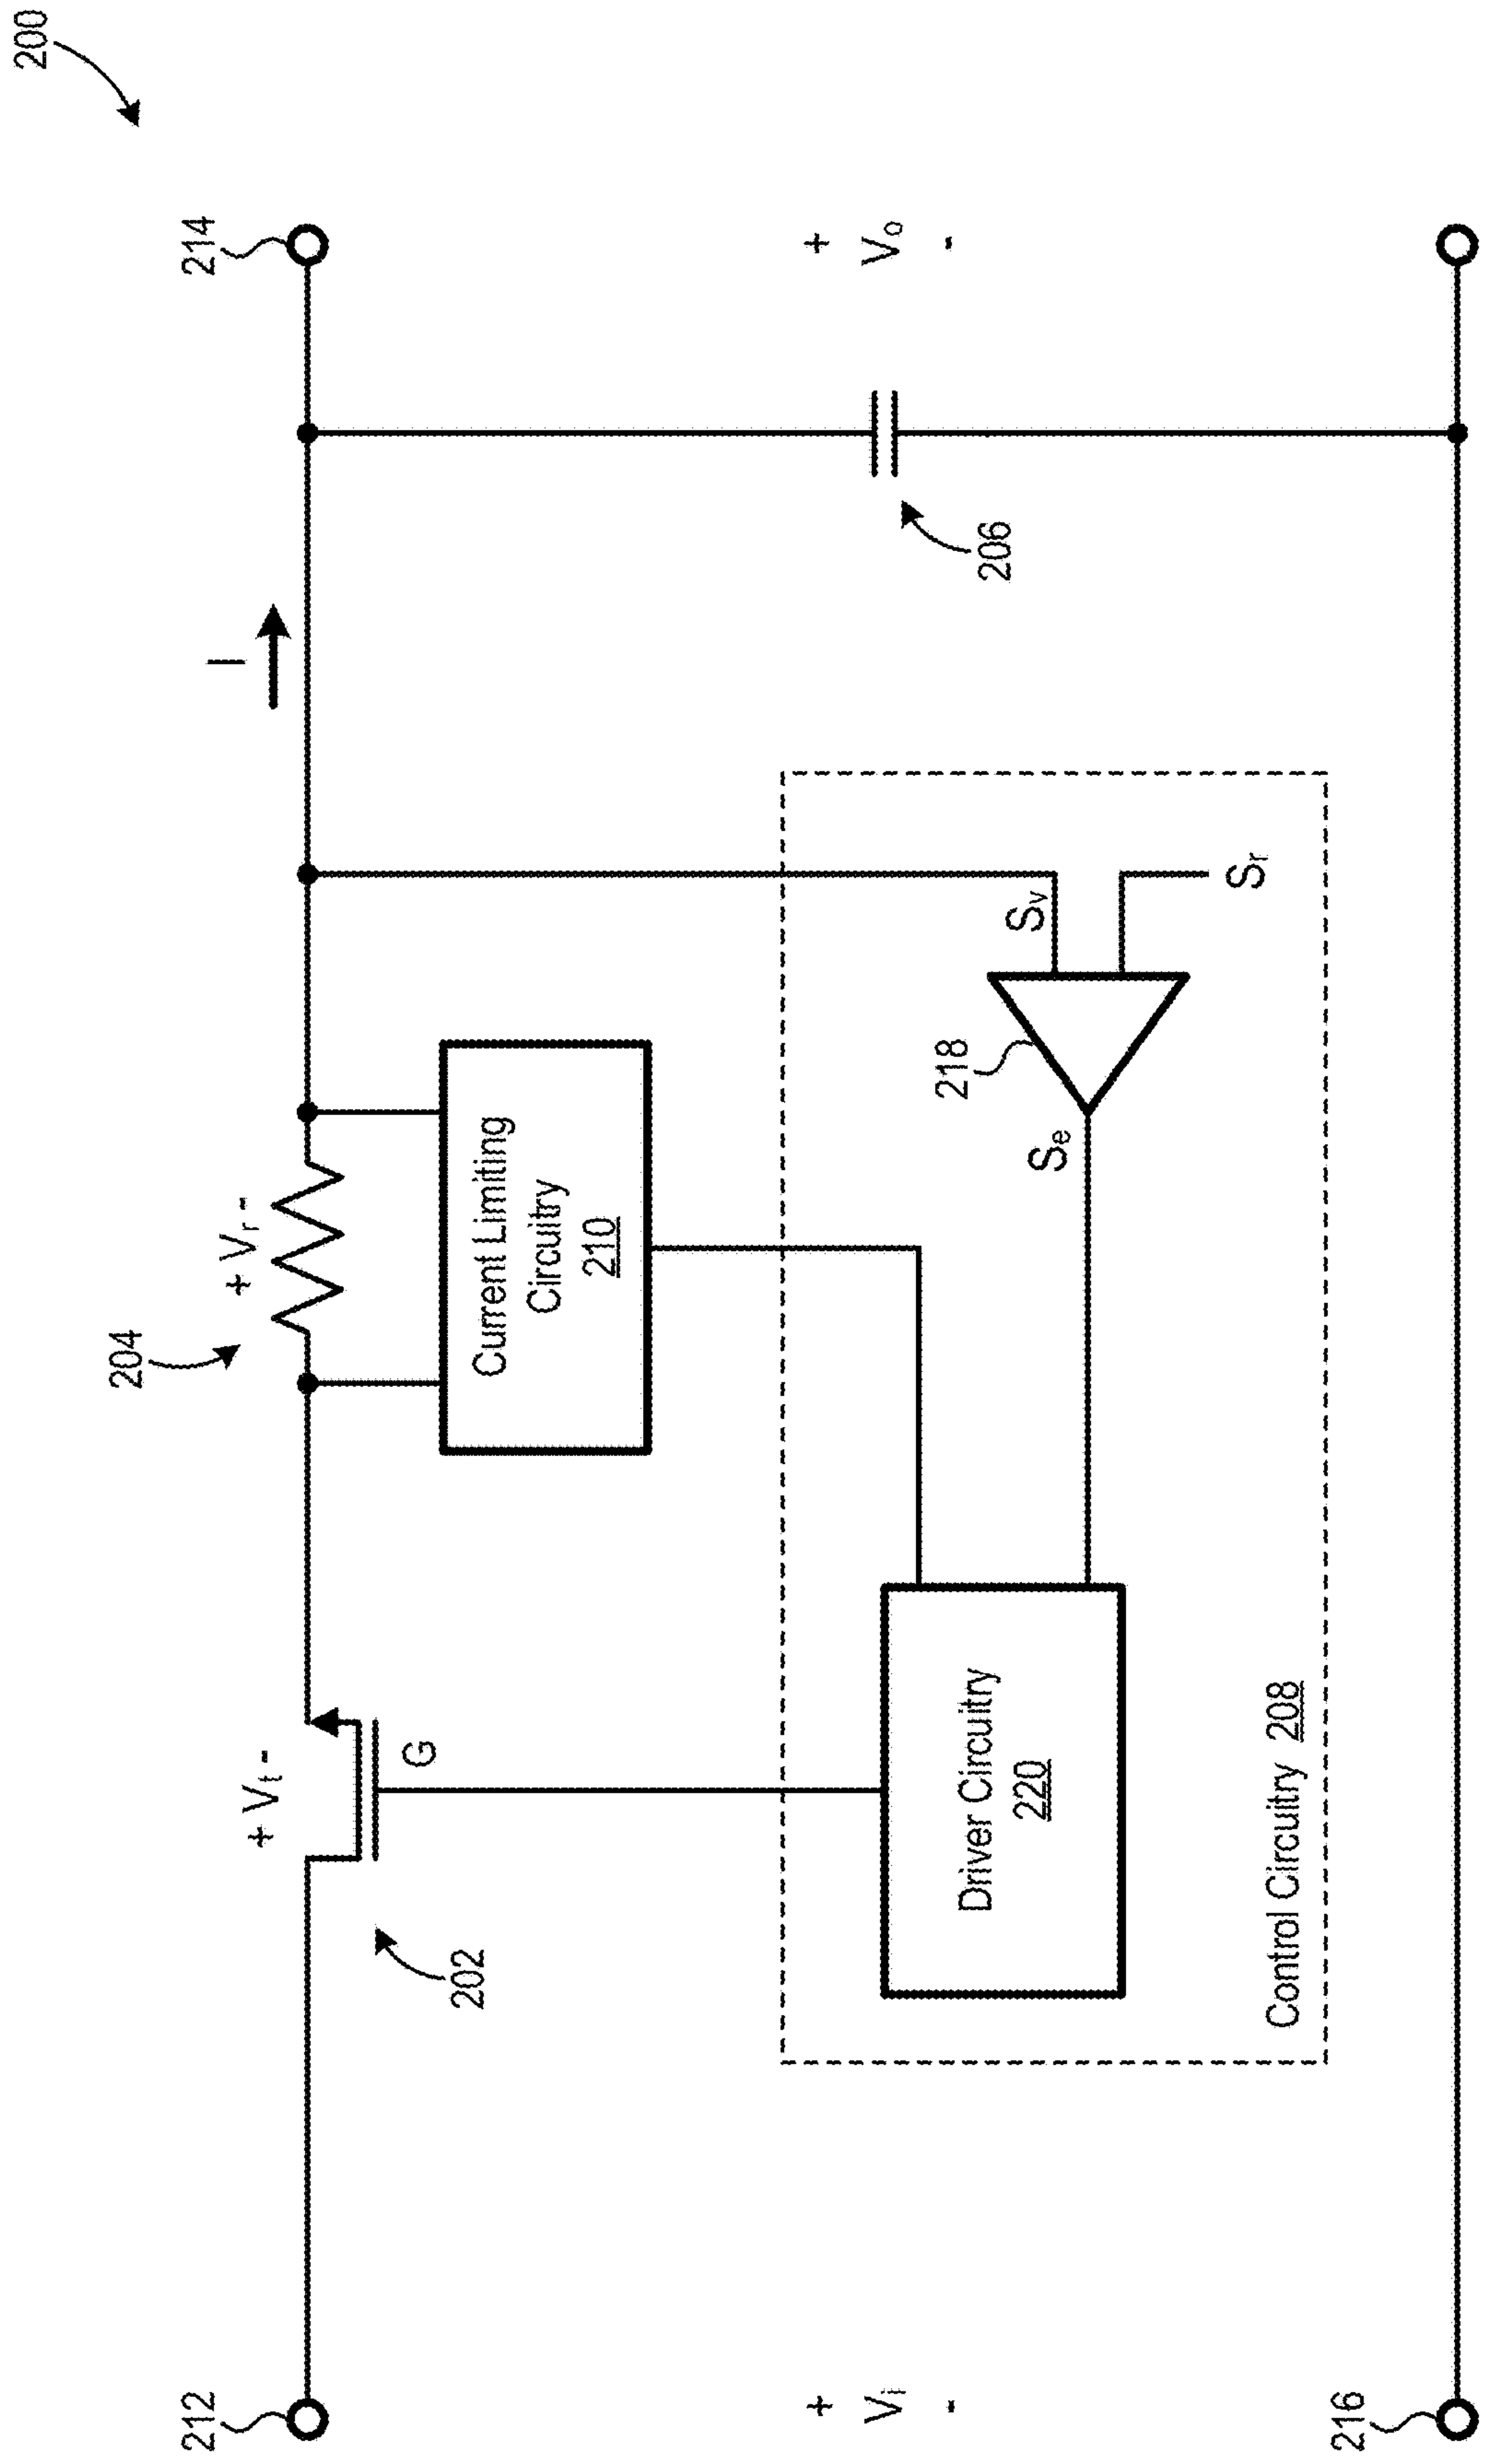 200
212
+ Vt -
202
G
204
+ Vr -
I
214
Current Limiting
Circuitry
210
+
Vi
-
Driver Circuitry
220
Se
218
Sv
Sr
206
+
Vo
-
Control Circuitry 208
216